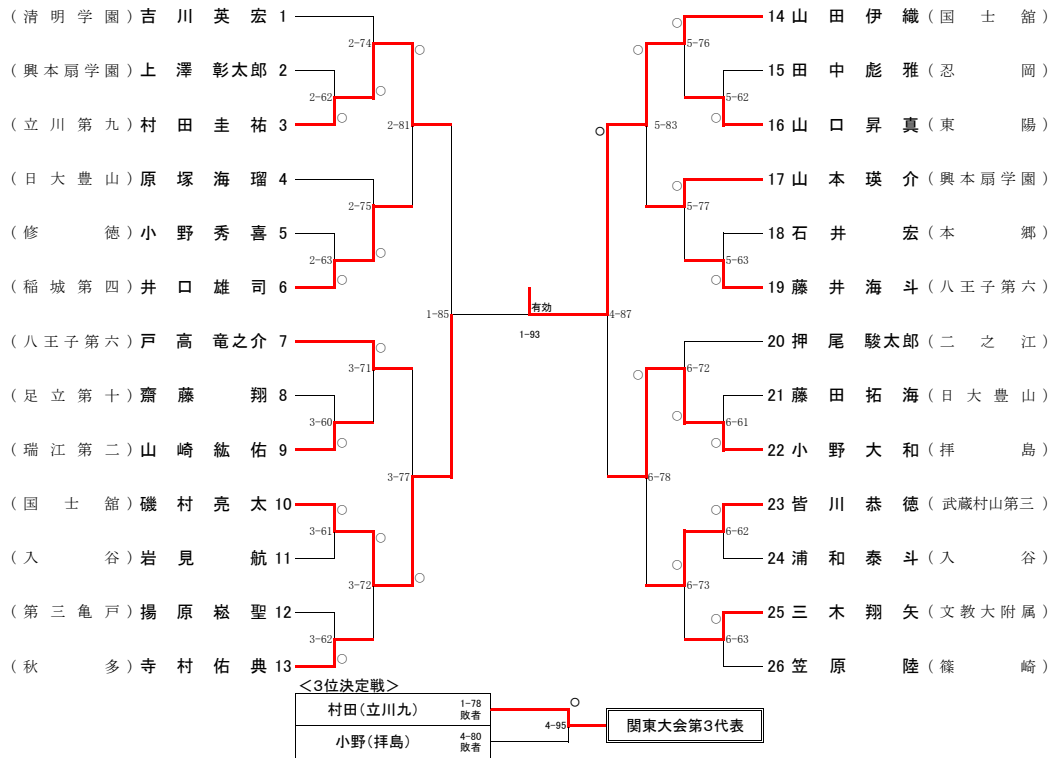 (清明学園) 吉川英宏 1
2-74
(興本扇学園) 上澤彰太郎 2
2-62
(立川第九) 村田圭祐 3
2-81
(日大豊山) 原塚海瑠 4
2-75
(修徳) 小野秀喜 5
2-63
(稲城第四) 井口雄司 6
1-85
(八王子第六) 戸高竜之介 7
3-71
(足立第十) 齋藤翔 8
3-60
(瑞江第二) 山崎紘佑 9
3-77
(国士舘) 磯村亮太 10
3-61
(入谷) 岩見航 11
3-72
(第三亀戸) 揚原崧聖 12
3-62
(秋多) 寺村佑典 13
有効
1-93
14 山田伊織 (国士舘)
5-76
15 田中彪雅 (忍岡)
5-62
16 山口昇真 (東陽)
5-83
17 山本瑛介 (興本扇学園)
5-77
18 石井宏 (本郷)
5-63
19 藤井海斗 (八王子第六)
4-87
20 押尾駿太郎 (二之江)
6-72
21 藤田拓海 (日大豊山)
6-61
22 小野大和 (拝島)
6-78
23 皆川恭徳 (武蔵村山第三)
6-62
24 浦和泰斗 (入谷)
6-73
25 三木翔矢 (文教大附属)
6-63
26 笠原陸 (篠崎)
<3位決定戦>
村田(立川九) 1-78 敗者
4-95
小野(拝島) 4-80 敗者
関東大会第3代表